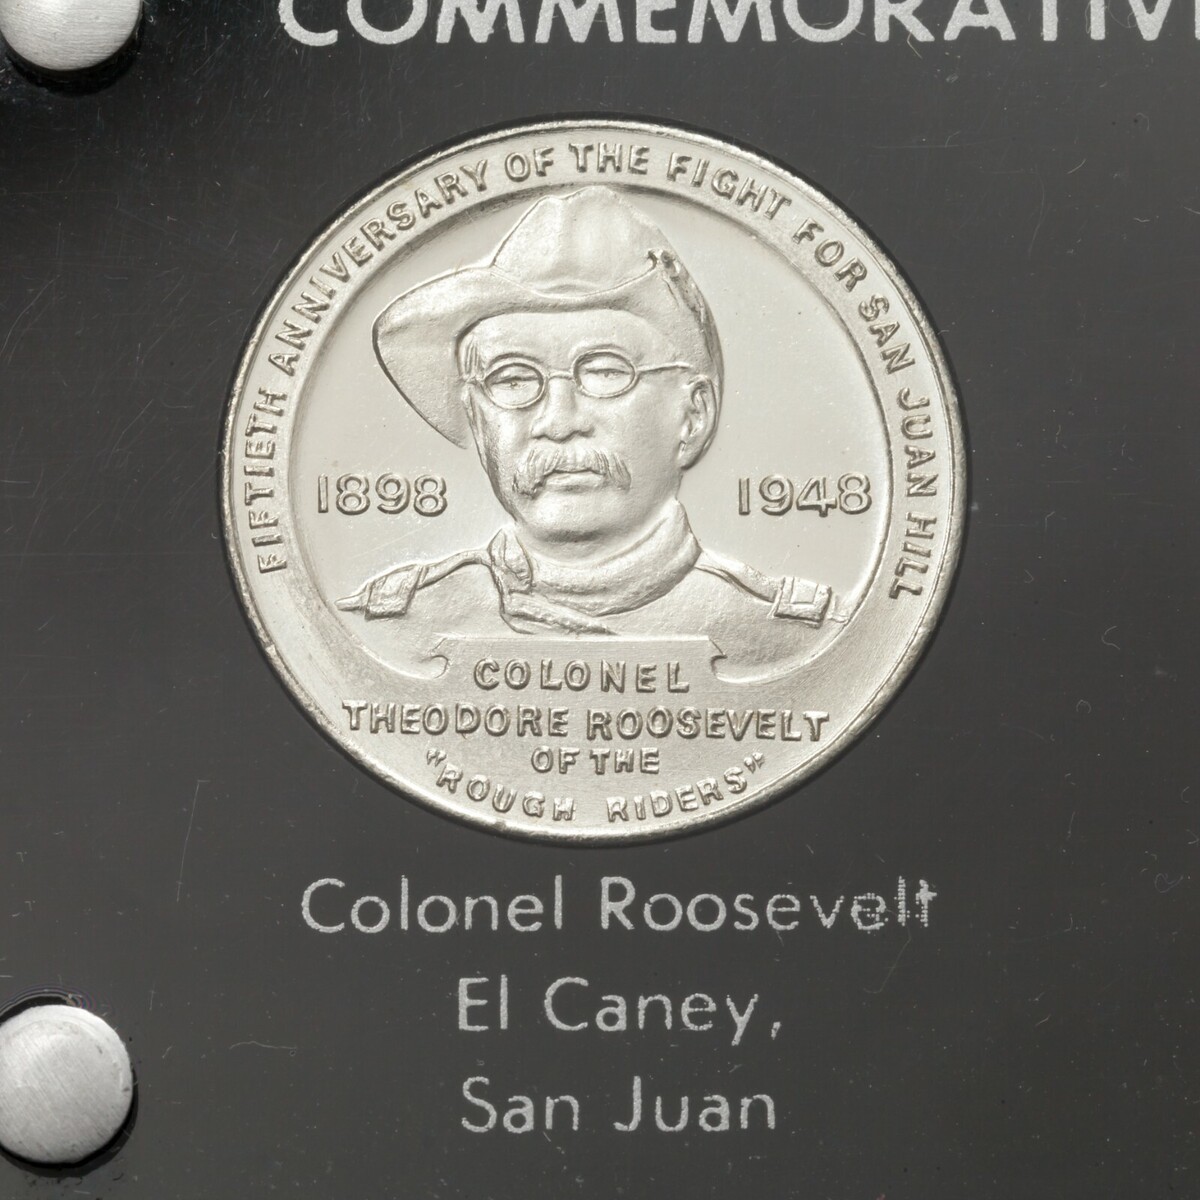 COMMEMORATIV
FIFTIETH ANNIVERSARY OF THE FIGHT FOR SAN JUAN HILL
1898 1948
COLONEL
THEODORE ROOSEVELT
OF THE
"ROUGH RIDERS"
Colonel Roosevelt
El Caney,
San Juan